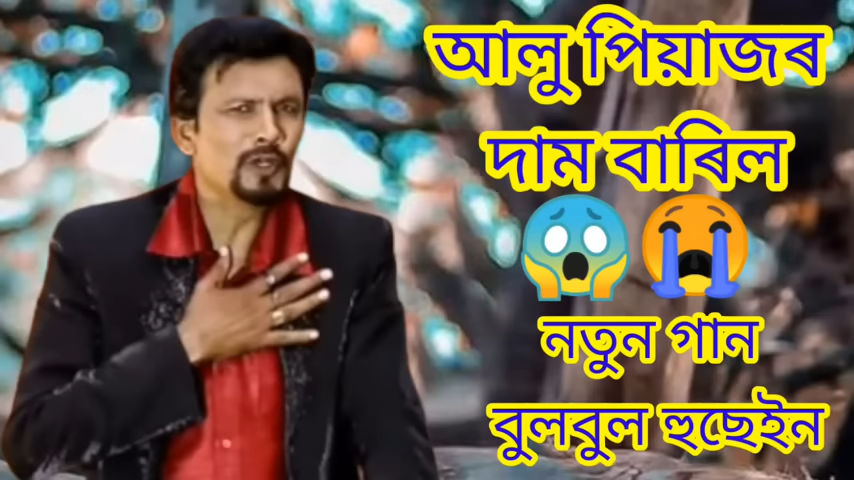 আলু পিয়াজৰ
দাম বাৰিল
😱😭
নতুন গান
বুলবুল হুছেইন